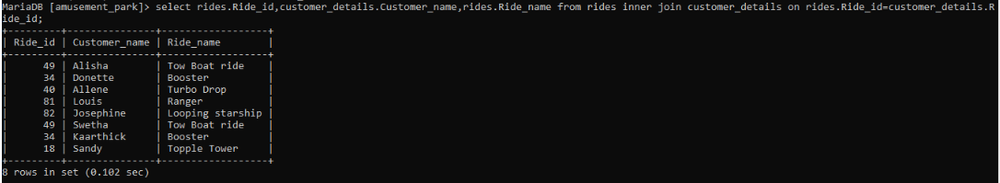 MariaDB [amusement_park]> select rides.Ride_id,customer_details.Customer_name,rides.Ride_name from rides inner join customer_details on rides.Ride_id=customer_details.R
ide_id;
+---------+---------------+------------------+
| Ride_id | Customer_name | Ride_name        |
+---------+---------------+------------------+
|      49 | Alisha        | Tow Boat ride    |
|      34 | Donette       | Booster          |
|      40 | Allene        | Turbo Drop       |
|      81 | Louis         | Ranger           |
|      82 | Josephine     | Looping starship |
|      49 | Swetha        | Tow Boat ride    |
|      34 | Kaarthick     | Booster          |
|      18 | Sandy         | Topple Tower     |
+---------+---------------+------------------+
8 rows in set (0.102 sec)